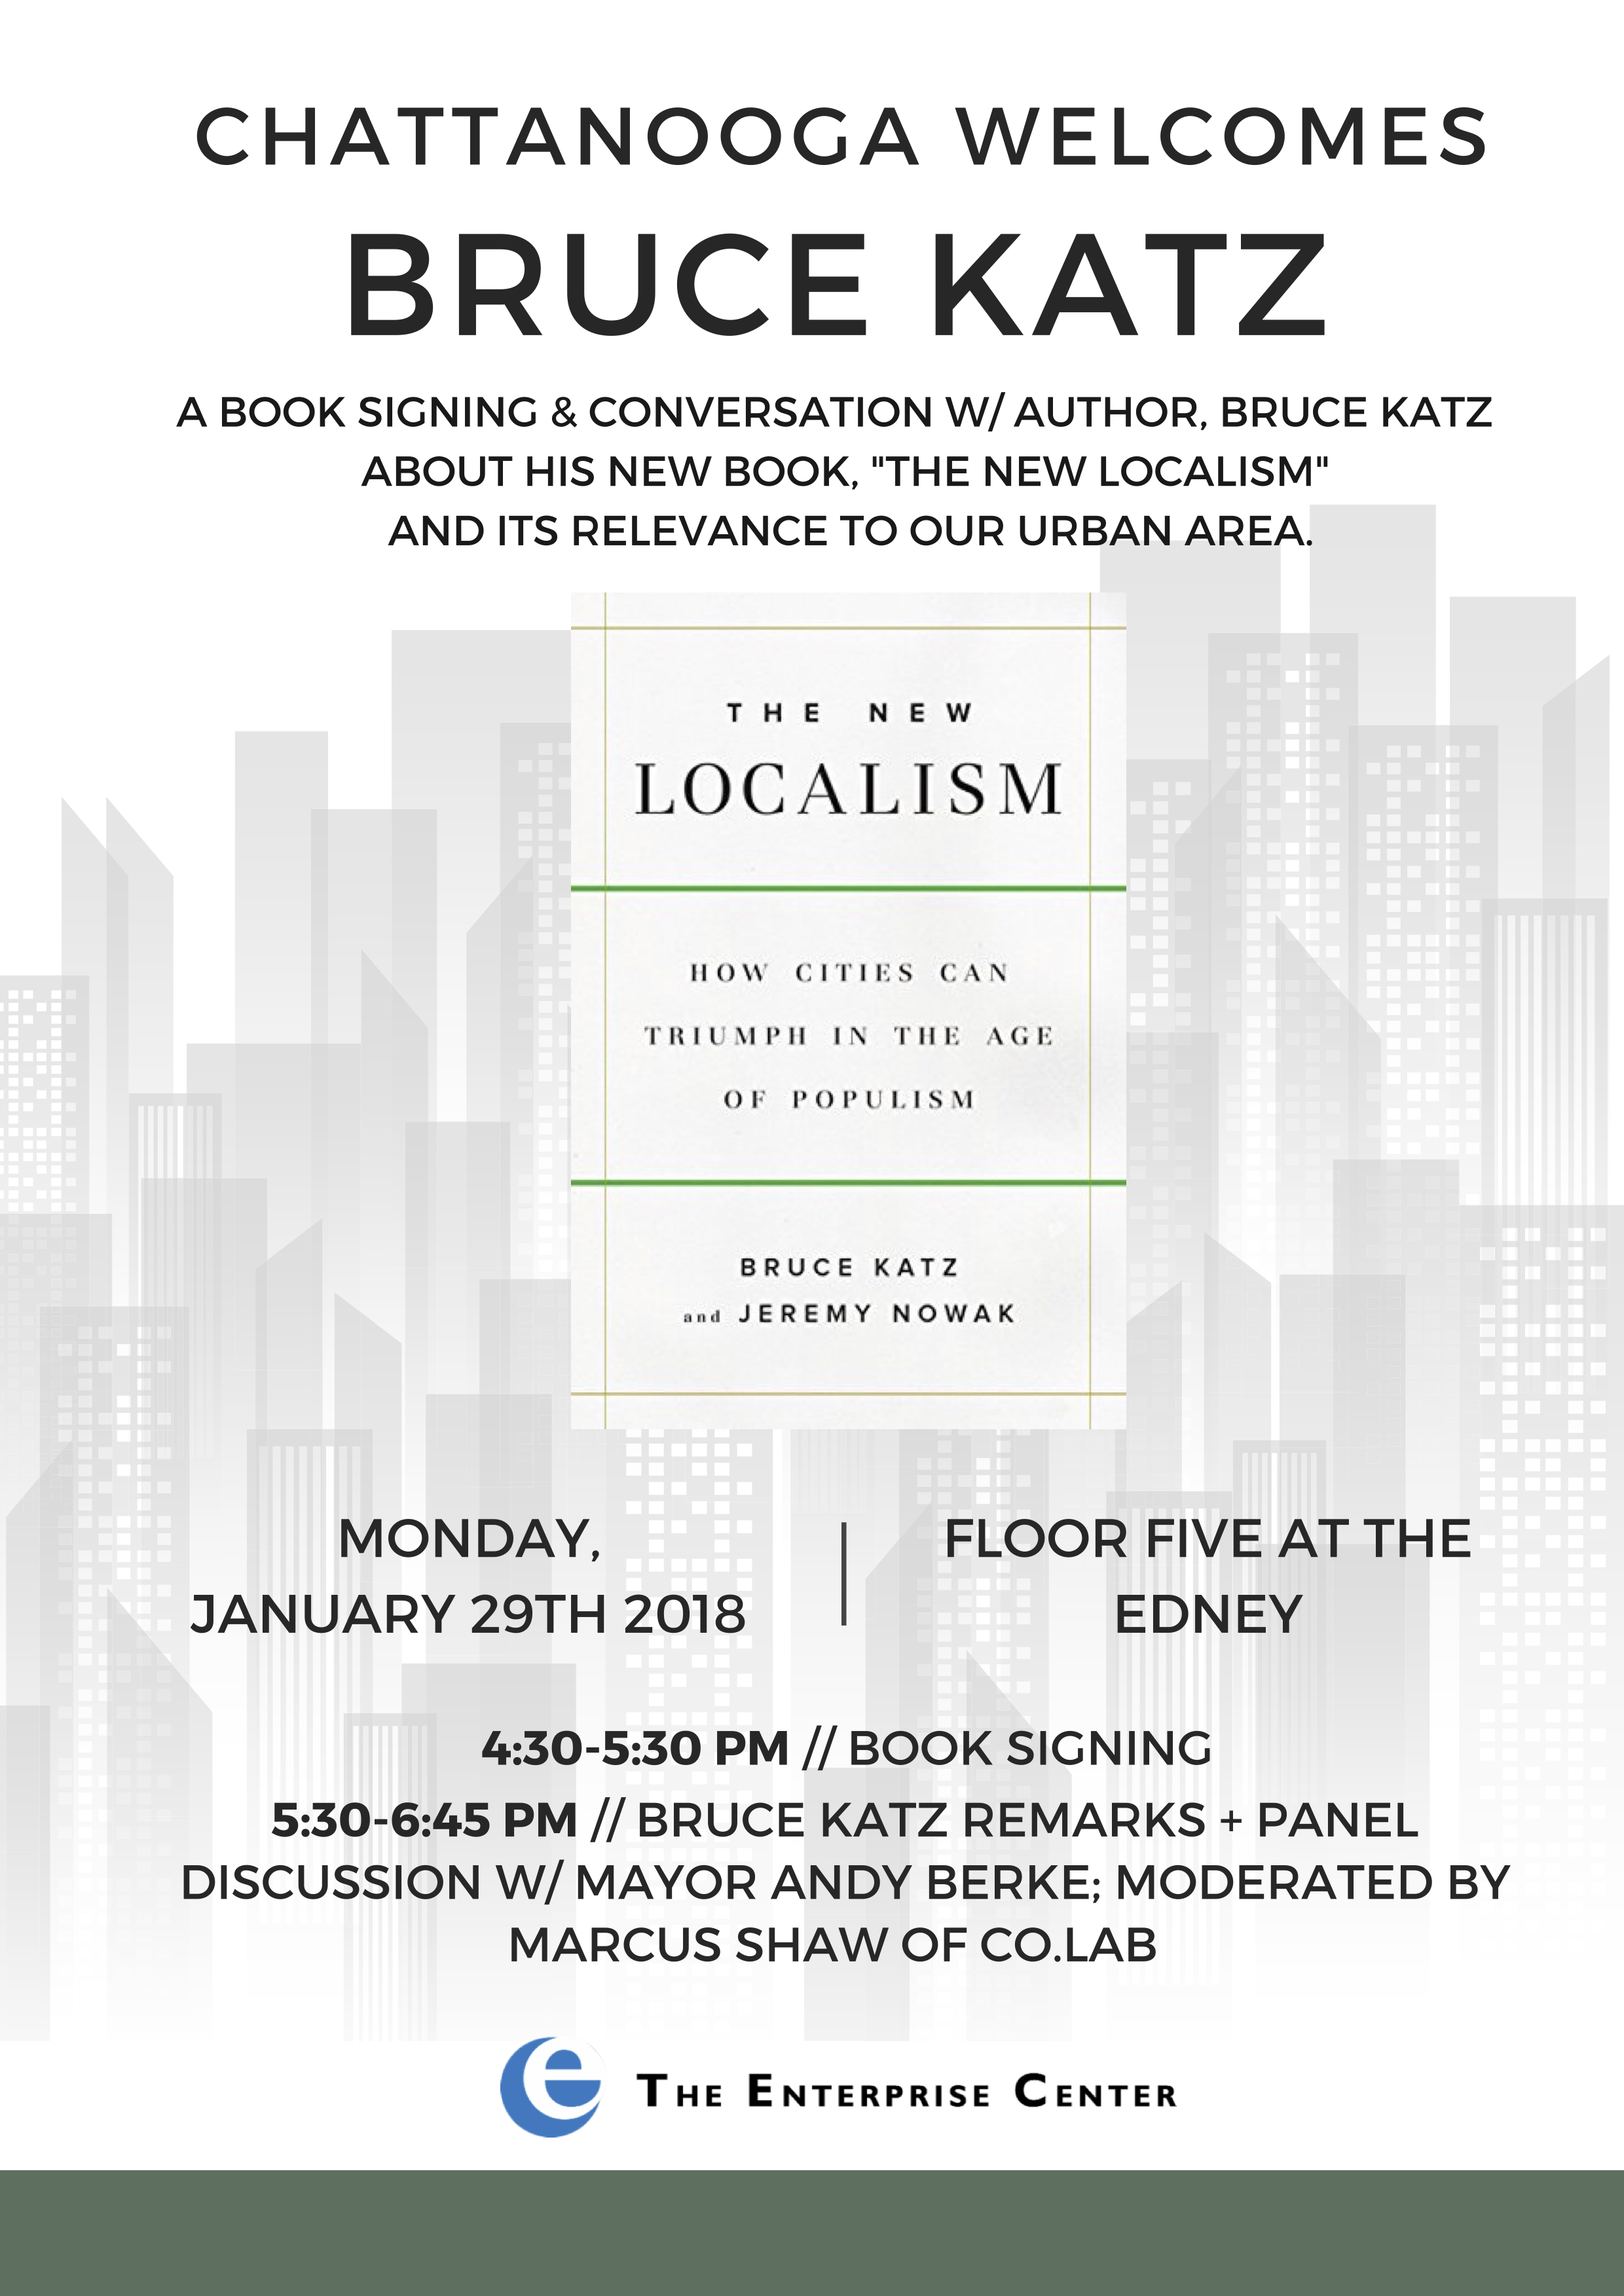 CHATTANOOGA WELCOMES
BRUCE KATZ
A BOOK SIGNING & CONVERSATION W/ AUTHOR, BRUCE KATZ
ABOUT HIS NEW BOOK, "THE NEW LOCALISM"
AND ITS RELEVANCE TO OUR URBAN AREA.
THE NEW
LOCALISM
HOW CITIES CAN
TRIUMPH IN THE AGE
OF POPULISM
BRUCE KATZ
and JEREMY NOWAK
MONDAY,
JANUARY 29TH 2018
FLOOR FIVE AT THE
EDNEY
4:30-5:30 PM // BOOK SIGNING
5:30-6:45 PM // BRUCE KATZ REMARKS + PANEL
DISCUSSION W/ MAYOR ANDY BERKE; MODERATED BY
MARCUS SHAW OF CO.LAB
e THE ENTERPRISE CENTER